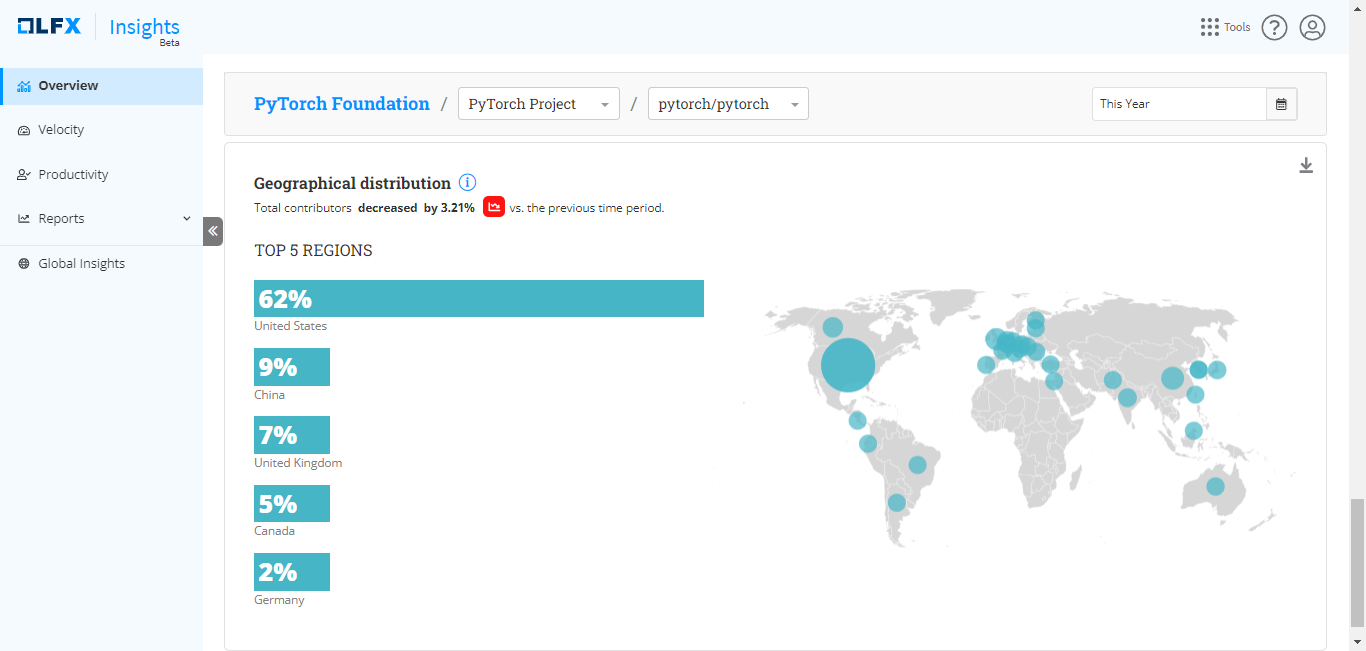 LFX Insights
Beta
Tools
Overview
Velocity
Productivity
Reports
Global Insights
PyTorch Foundation / PyTorch Project / pytorch/pytorch
This Year
Geographical distribution
Total contributors decreased by 3.21% vs. the previous time period.
TOP 5 REGIONS
62%
United States
9%
China
7%
United Kingdom
5%
Canada
2%
Germany